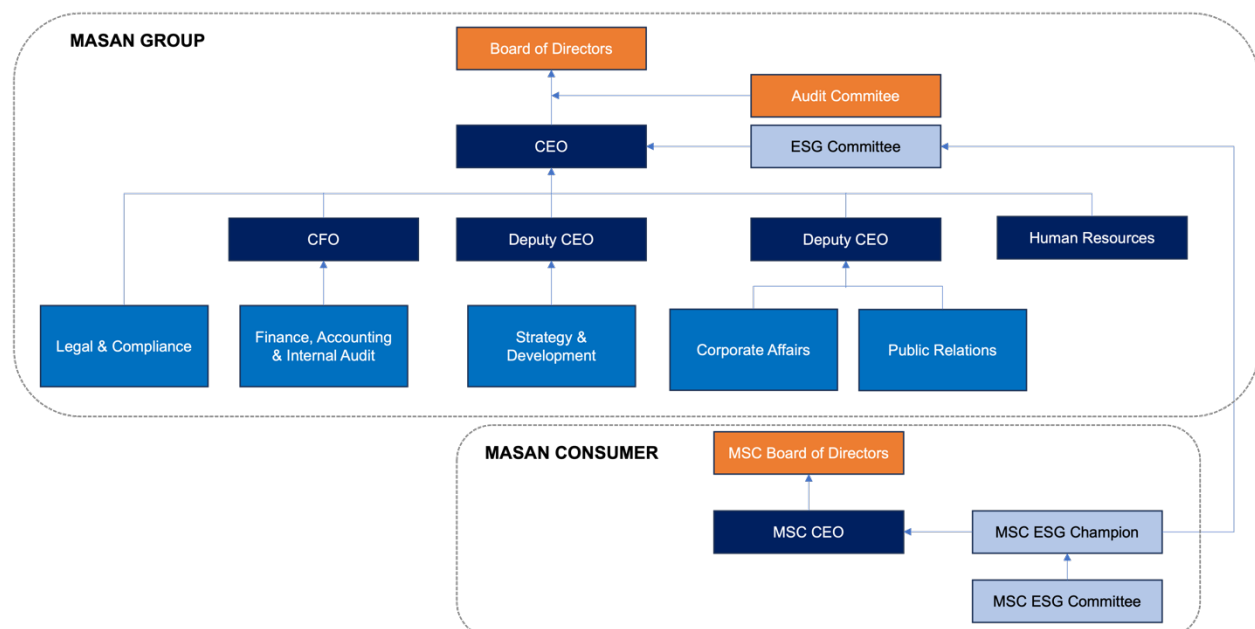 MASAN GROUP
Board of Directors
Audit Commitee
CEO
ESG Committee
CFO
Deputy CEO
Deputy CEO
Human Resources
Legal & Compliance
Finance, Accounting
& Internal Audit
Strategy &
Development
Corporate Affairs
Public Relations
MASAN CONSUMER
MSC Board of Directors
MSC CEO
MSC ESG Champion
MSC ESG Committee